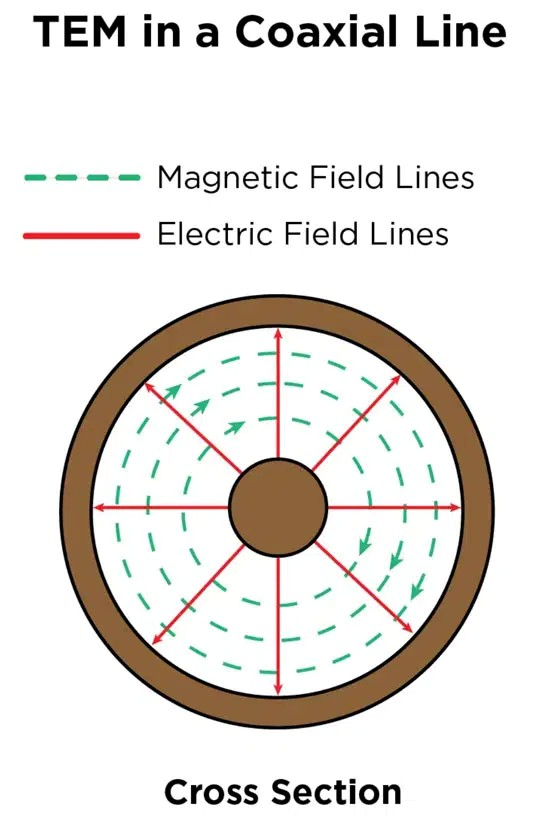 TEM in a Coaxial Line
Magnetic Field Lines
Electric Field Lines
Cross Section